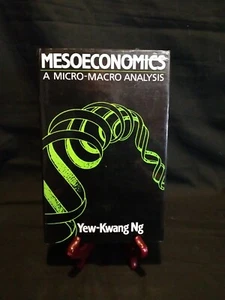 MESOECONOMICS
A MICRO-MACRO ANALYSIS
Yew-Kwang Ng